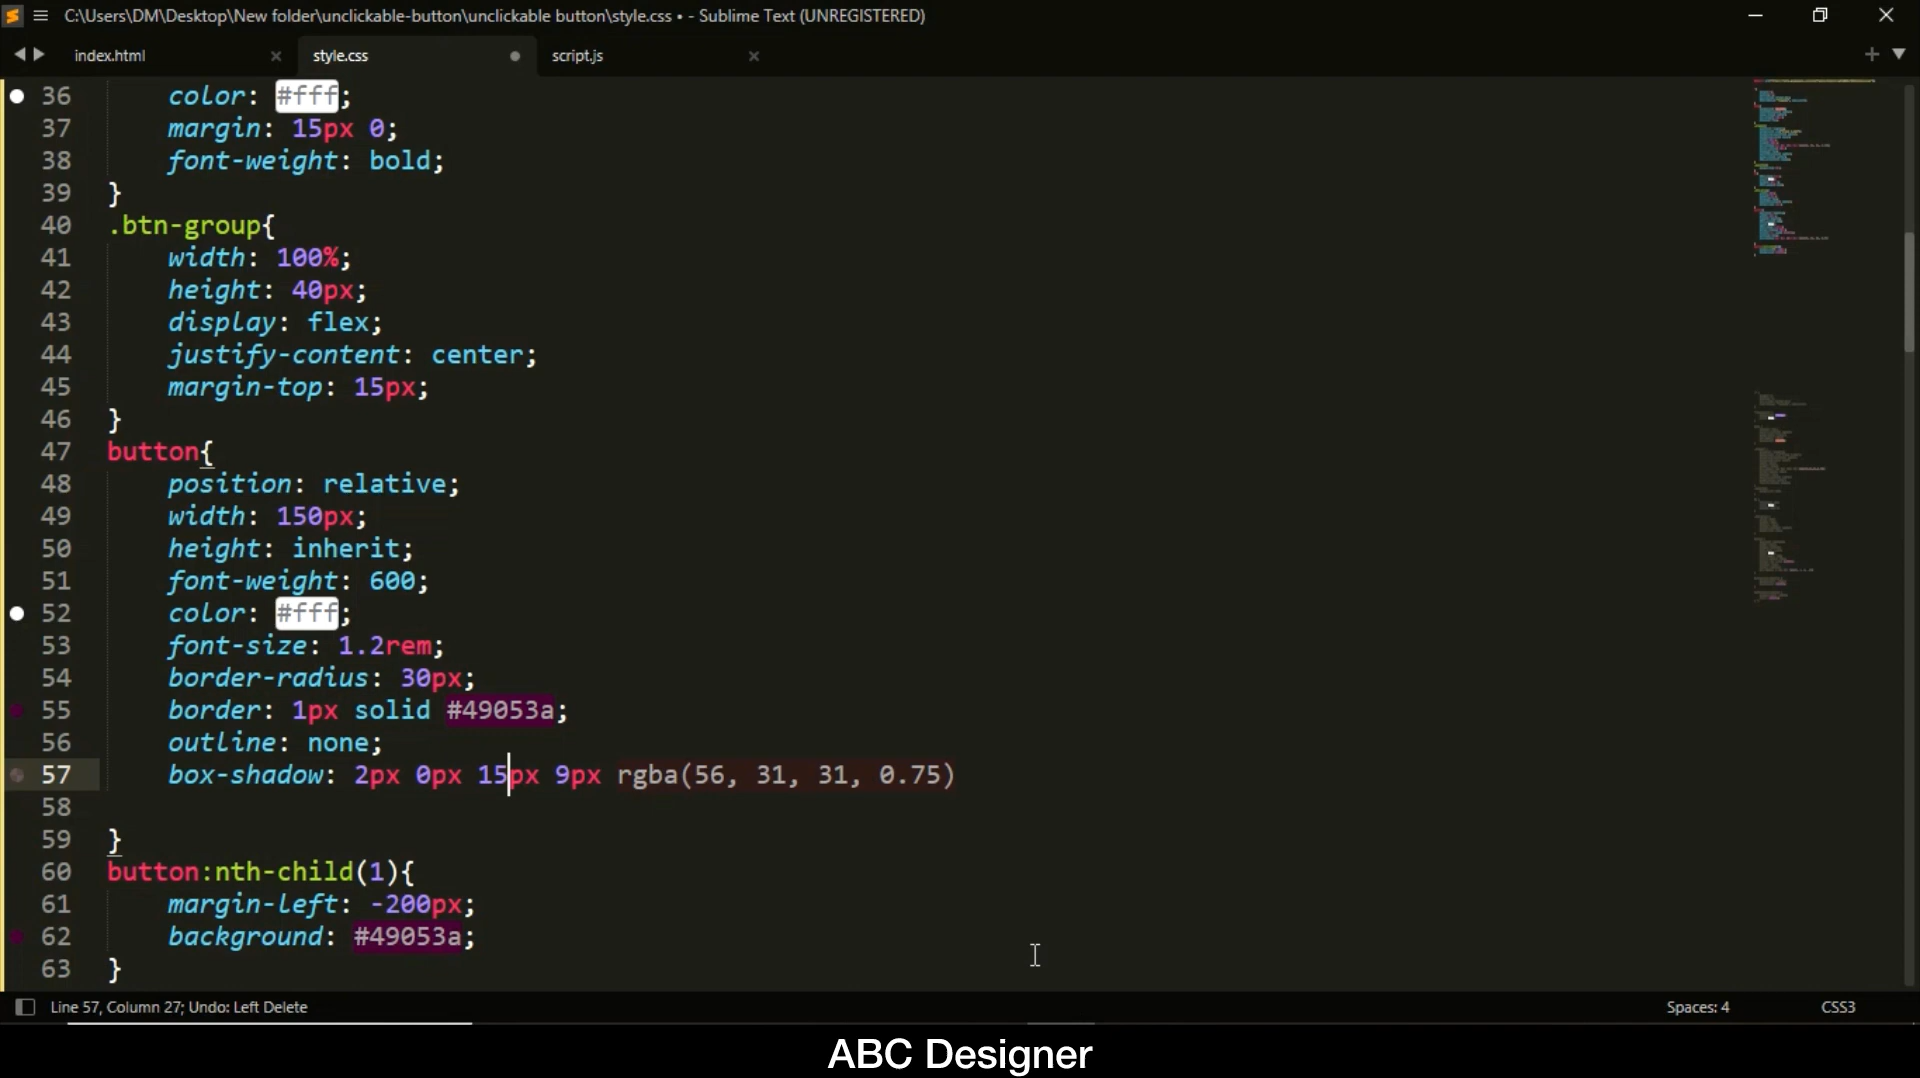 C:\Users\DM\Desktop\New folder\unclickable-button\unclickable button\style.css • - Sublime Text (UNREGISTERED)
index.html style.css script.js
36 color: #fff;
37 margin: 15px 0;
38 font-weight: bold;
39 }
40 .btn-group{
41 width: 100%;
42 height: 40px;
43 display: flex;
44 justify-content: center;
45 margin-top: 15px;
46 }
47 button{
48 position: relative;
49 width: 150px;
50 height: inherit;
51 font-weight: 600;
52 color: #fff;
53 font-size: 1.2rem;
54 border-radius: 30px;
55 border: 1px solid #49053a;
56 outline: none;
57 box-shadow: 2px 0px 15px 9px rgba(56, 31, 31, 0.75)
58
59 }
60 button:nth-child(1){
61 margin-left: -200px;
62 background: #49053a;
63 }
Line 57, Column 27; Undo: Left Delete Spaces: 4 CSS3
ABC Designer